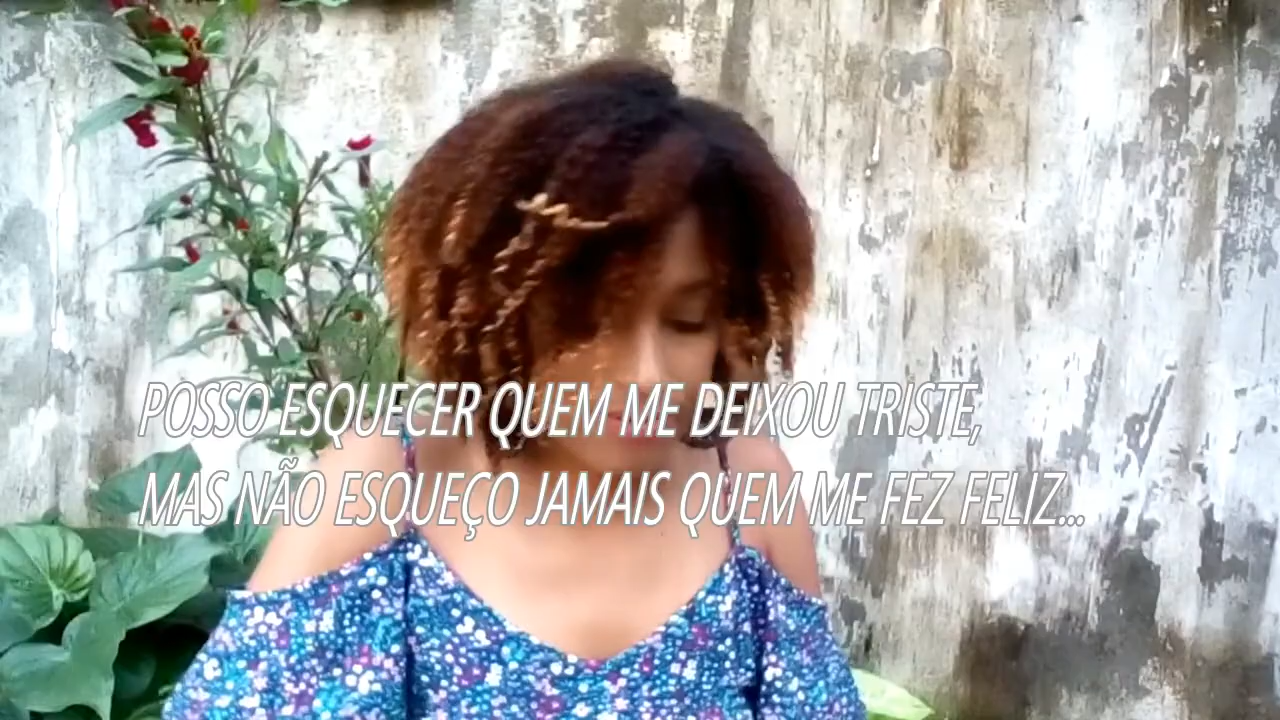 POSSO ESQUECER QUEM ME DEIXOU TRISTE,
MAS NÃO ESQUEÇO JAMAIS QUEM ME FEZ FELIZ...